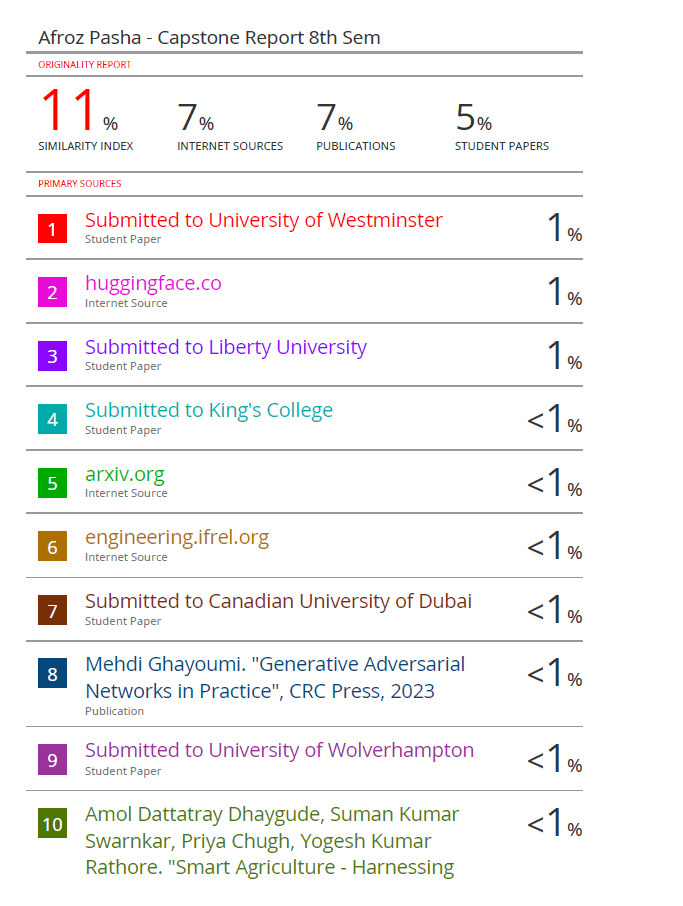 Afroz Pasha - Capstone Report 8th Sem
ORIGINALITY REPORT
11% 7% 7% 5%
SIMILARITY INDEX INTERNET SOURCES PUBLICATIONS STUDENT PAPERS
PRIMARY SOURCES
1 Submitted to University of Westminster 1%
Student Paper
2 huggingface.co 1%
Internet Source
3 Submitted to Liberty University 1%
Student Paper
4 Submitted to King's College <1%
Student Paper
5 arxiv.org <1%
Internet Source
6 engineering.ifrel.org <1%
Internet Source
7 Submitted to Canadian University of Dubai <1%
Student Paper
8 Mehdi Ghayoumi. "Generative Adversarial <1%
Networks in Practice", CRC Press, 2023
Publication
9 Submitted to University of Wolverhampton <1%
Student Paper
10 Amol Dattatray Dhaygude, Suman Kumar <1%
Swarnkar, Priya Chugh, Yogesh Kumar
Rathore. "Smart Agriculture - Harnessing